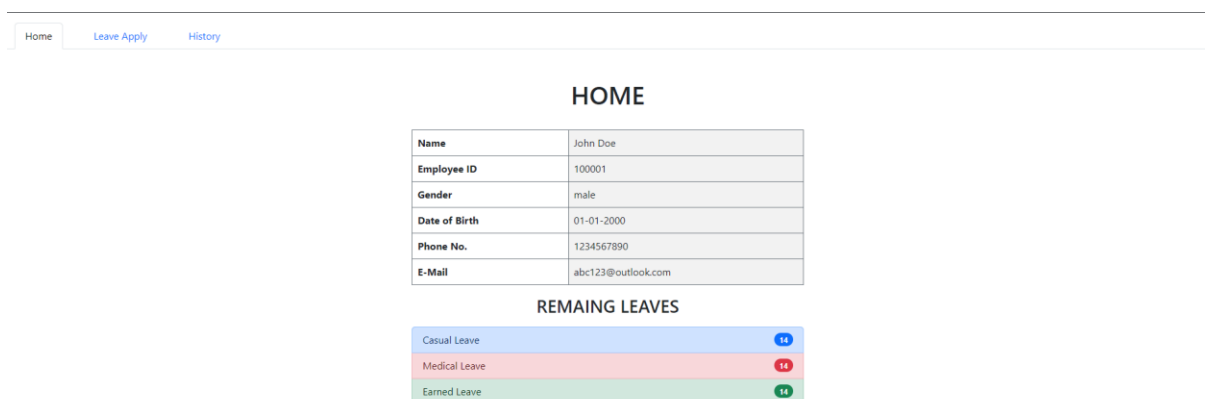 Home Leave Apply History
HOME
Name John Doe
Employee ID 100001
Gender male
Date of Birth 01-01-2000
Phone No. 1234567890
E-Mail abc123@outlook.com
REMAING LEAVES
Casual Leave 14
Medical Leave 14
Earned Leave 14